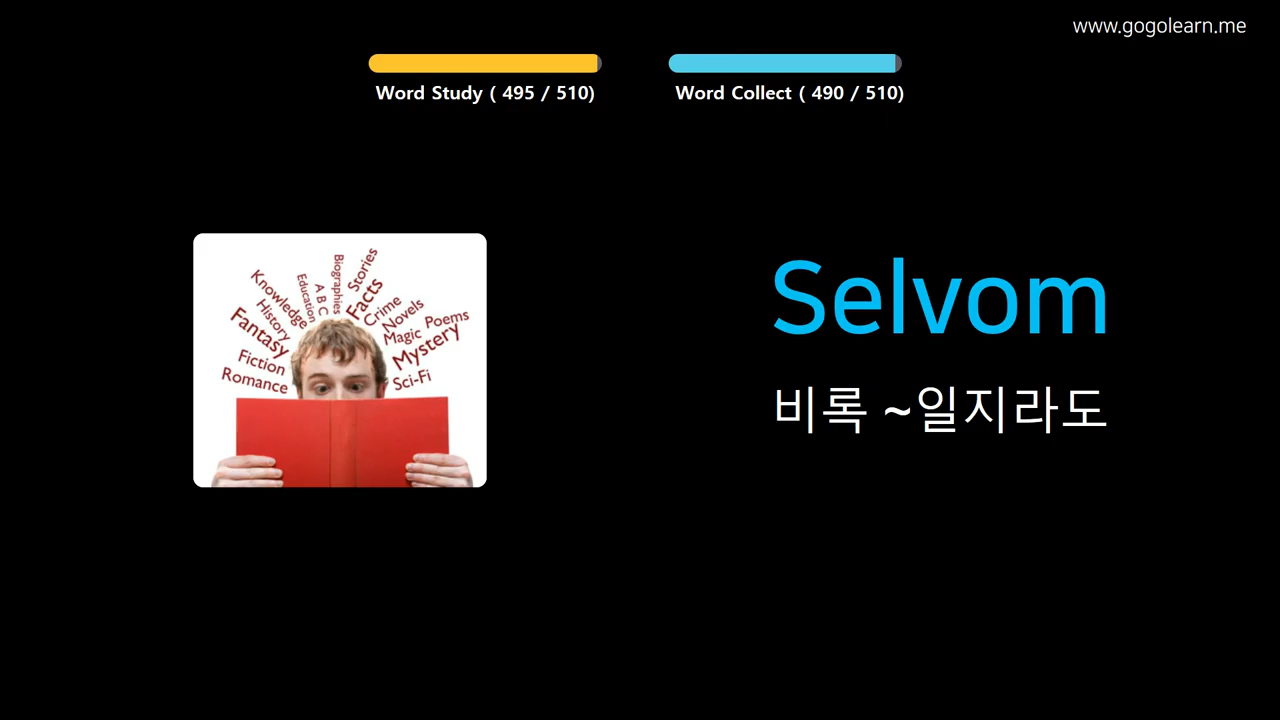 www.gogolearn.me
Word Study ( 495 / 510)
Word Collect ( 490 / 510)
Selvom
비록 ~일지라도
Knowledge
History
Fantasy
Fiction
Romance
Education
A B C
Biographies
Stories
Facts
Crime
Novels
Magic
Poems
Mystery
Sci-Fi